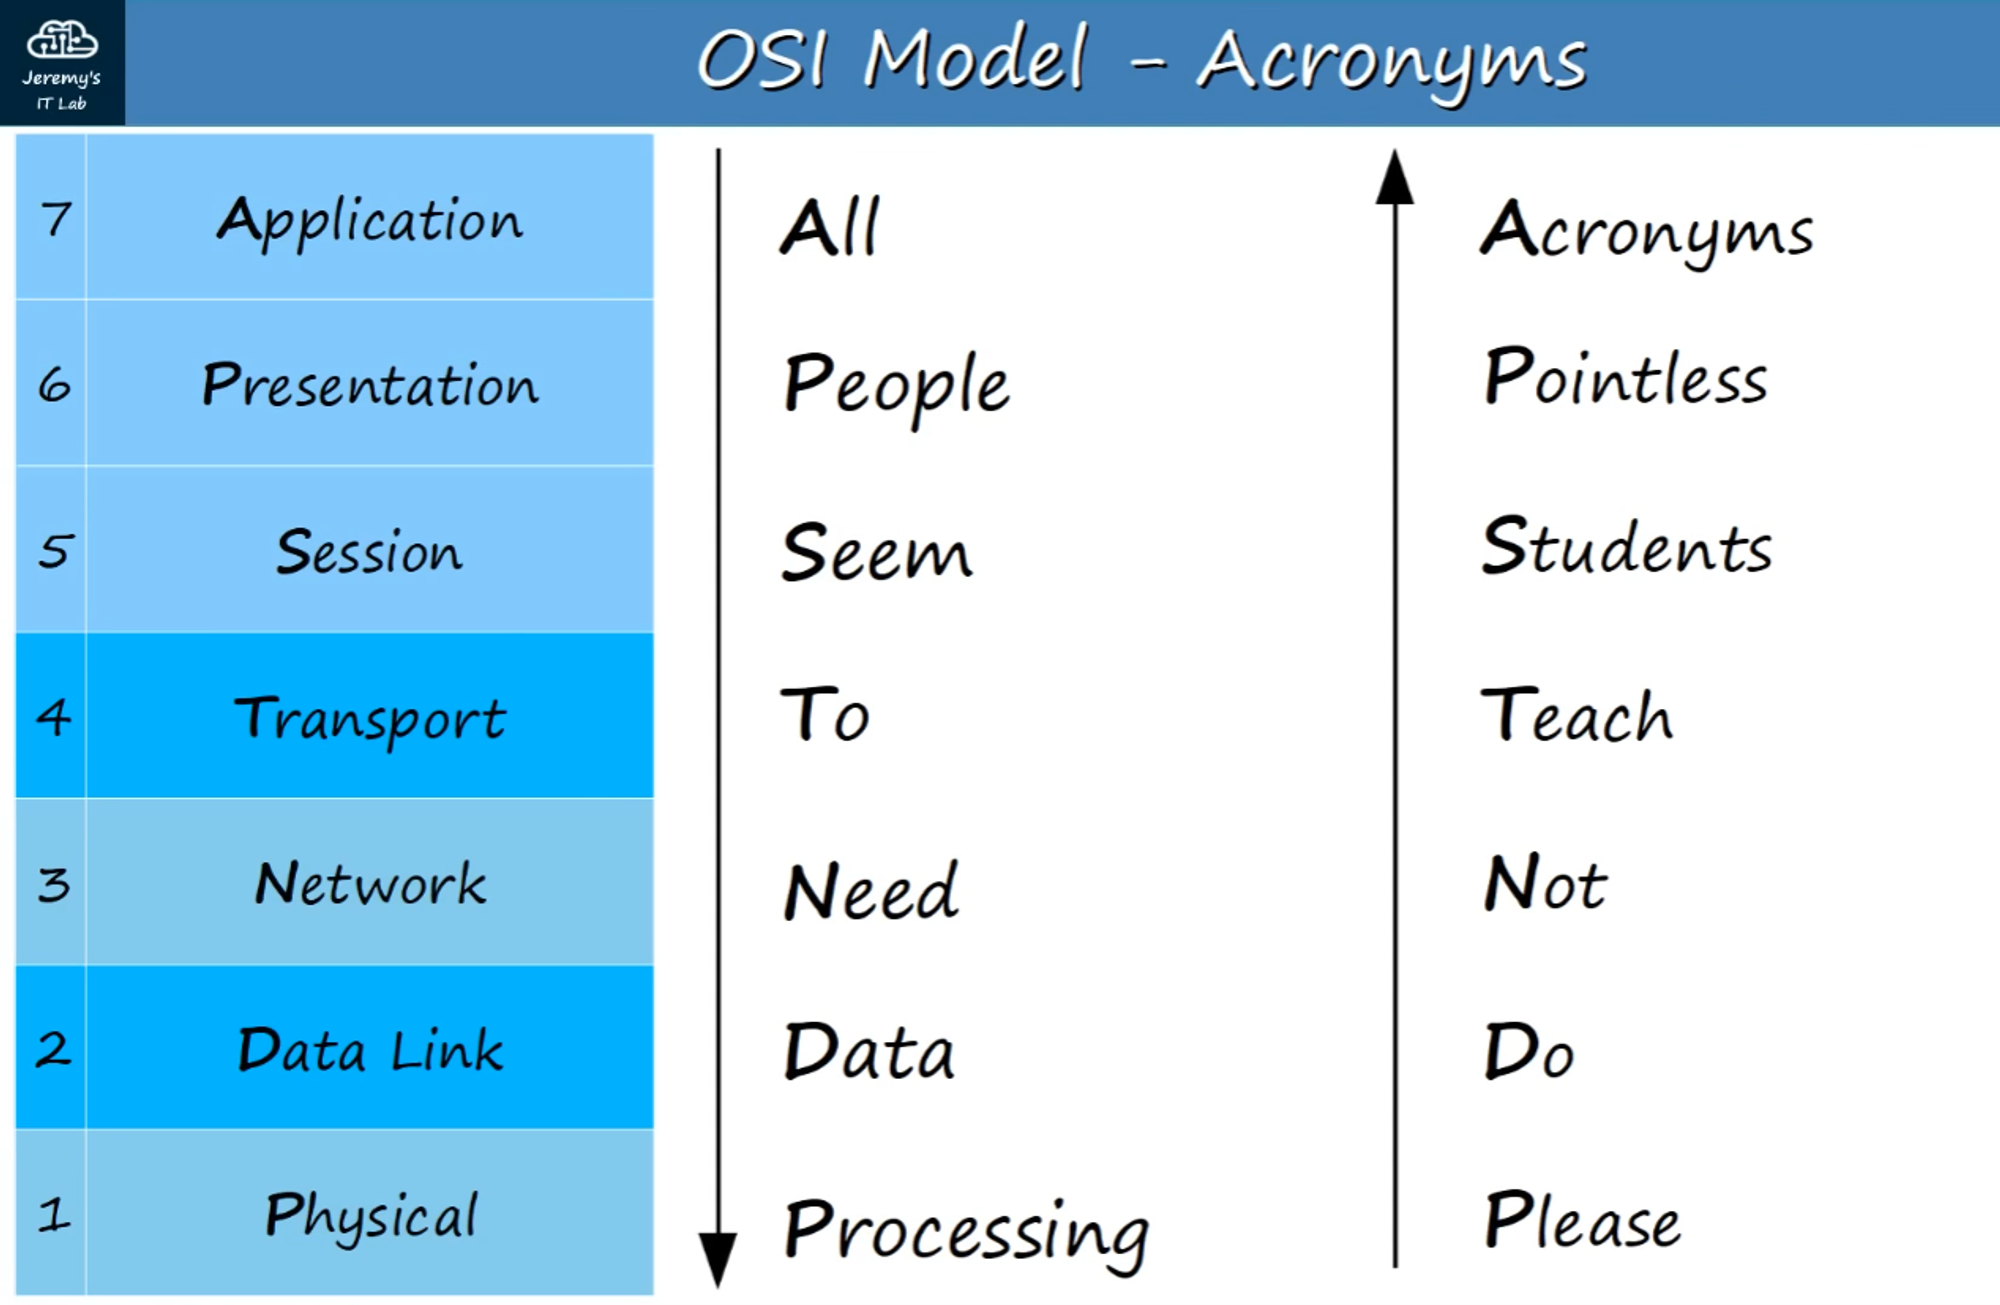 Jeremy's
IT Lab
OSI Model - Acronyms
7 Application All Acronyms
6 Presentation People Pointless
5 Session Seem Students
4 Transport To Teach
3 Network Need Not
2 Data Link Data Do
1 Physical Processing Please